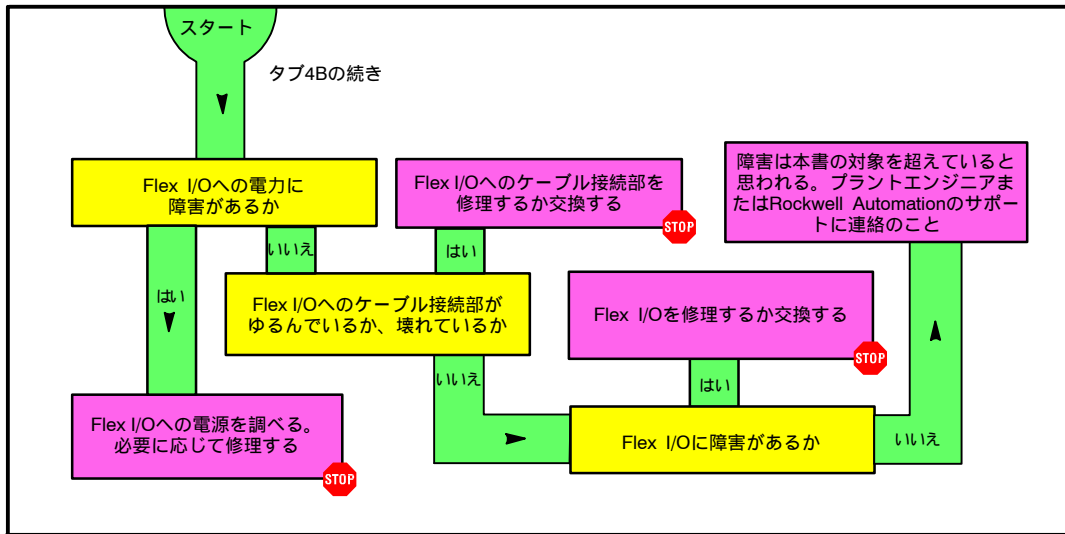 スタート
タブ4Bの続き
Flex I/Oへの電力に
障害があるか
はい
いいえ
Flex I/Oへの電源を調べる。
必要に応じて修理する
STOP
Flex I/Oへのケーブル接続部が
ゆるんでいるか、壊れているか
はい
Flex I/Oへのケーブル接続部を
修理するか交換する
STOP
いいえ
Flex I/Oに障害があるか
はい
Flex I/Oを修理するか交換する
STOP
いいえ
障害は本書の対象を超えていると
思われる。プラントエンジニアま
たはRockwell Automationのサポー
トに連絡のこと